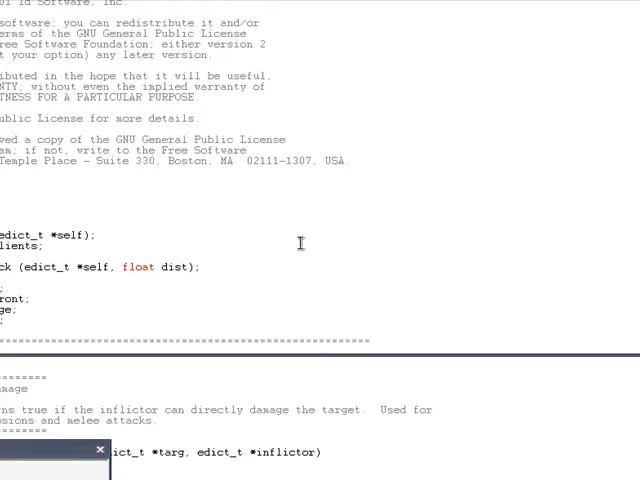 01 Id Software, Inc.
software; you can redistribute it and/or
erms of the GNU General Public License
ree Software Foundation; either version 2
t your option) any later version.
ibuted in the hope that it will be useful,
NTY; without even the implied warranty of
TNESS FOR A PARTICULAR PURPOSE.
ublic License for more details.
ved a copy of the GNU General Public License
am; if not, write to the Free Software
Temple Place - Suite 330, Boston, MA  02111-1307, USA.
edict_t *self);
lients;
ck (edict_t *self, float dist);
;
ront;
ge;
;
======================================================================
========
amage
rns true if the inflictor can directly damage the target.  Used for
osions and melee attacks.
========
ict_t *targ, edict_t *inflictor)